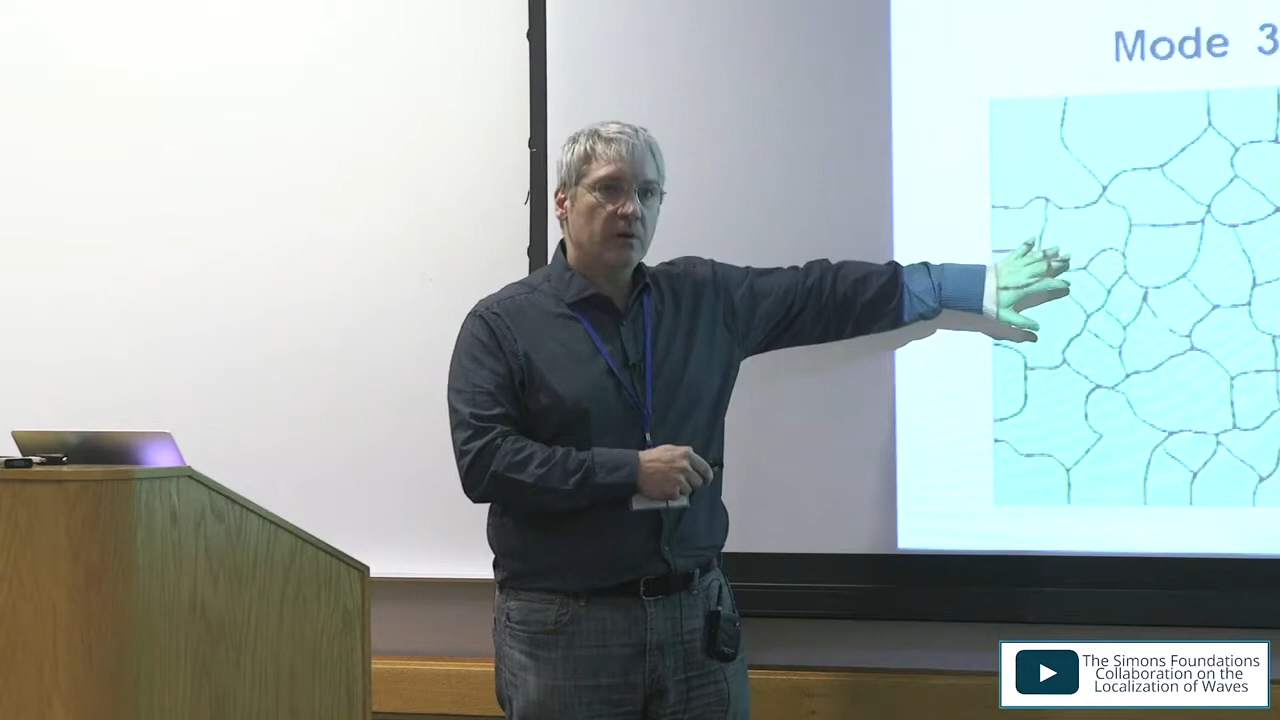 Mode 3
The Simons Foundations
Collaboration on the
Localization of Waves